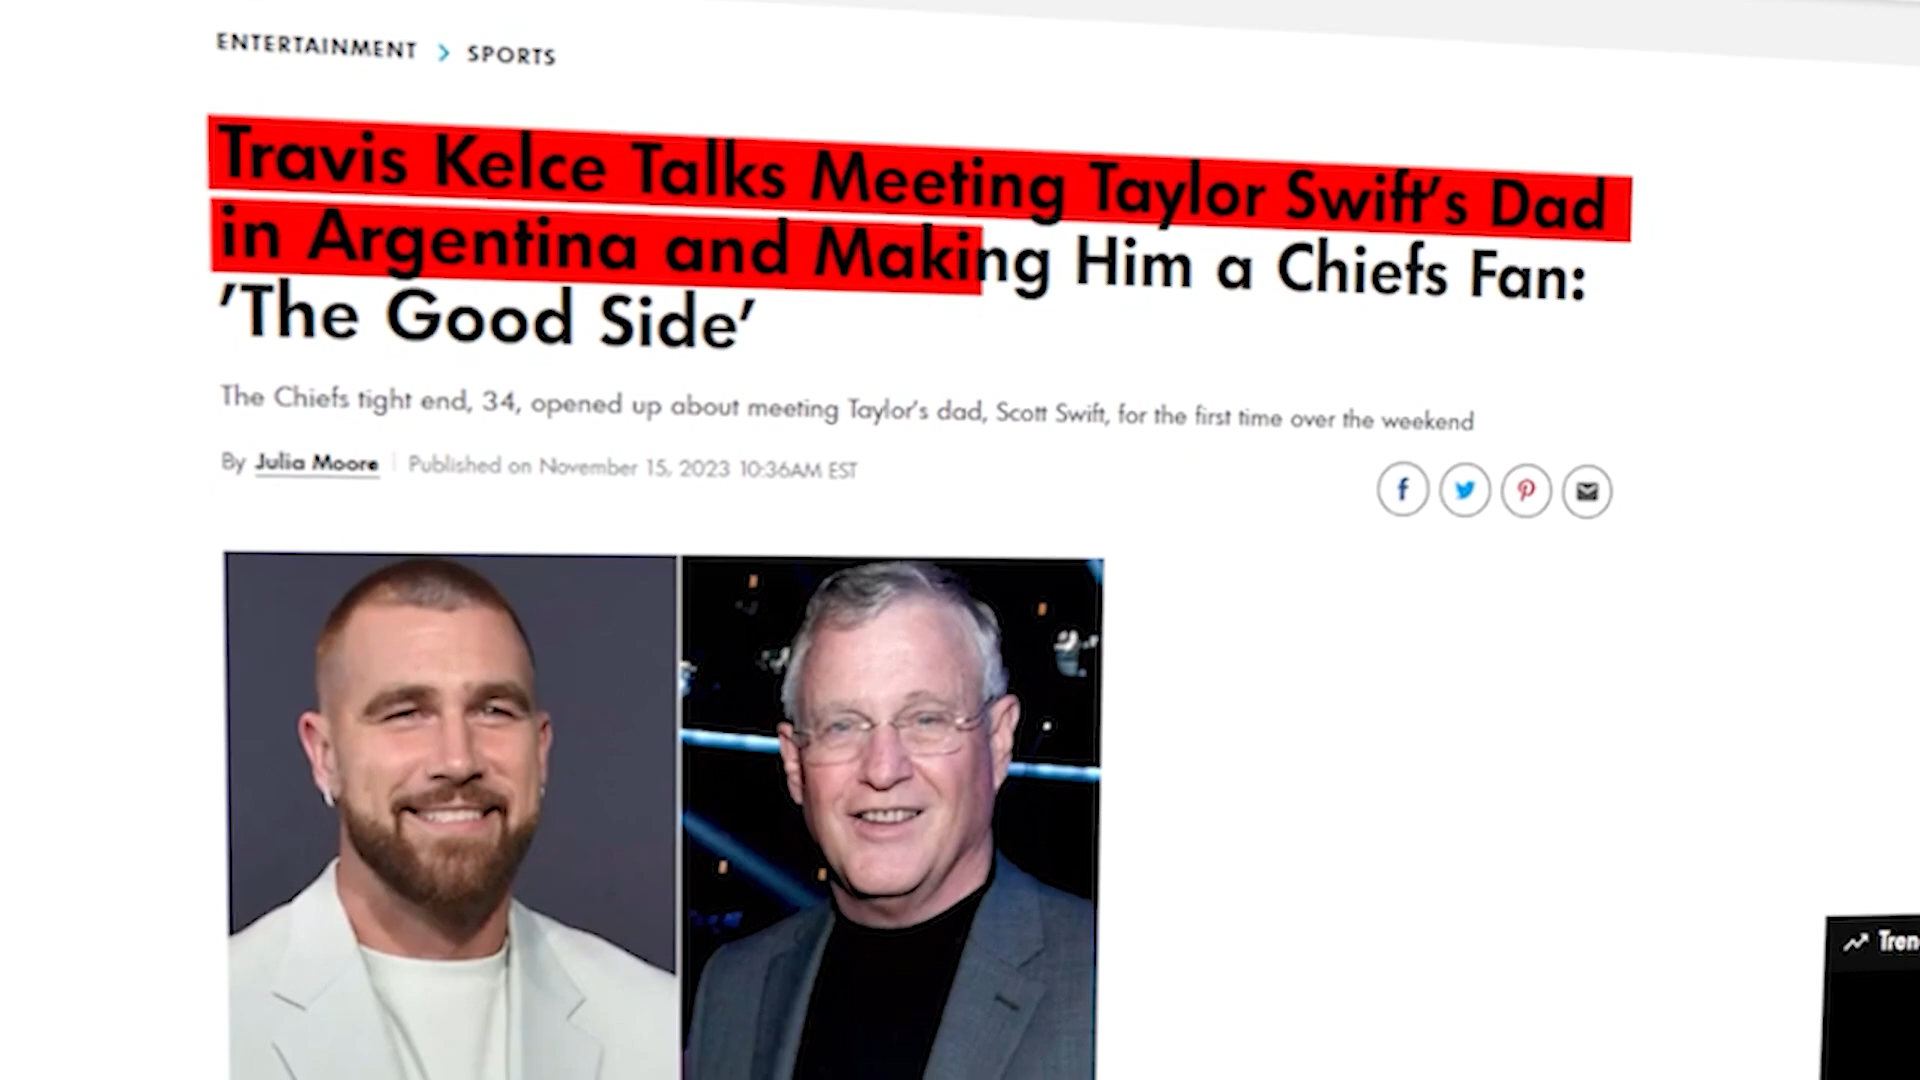 ENTERTAINMENT > SPORTS
Travis Kelce Talks Meeting Taylor Swift's Dad
in Argentina and Making Him a Chiefs Fan:
'The Good Side'
The Chiefs tight end, 34, opened up about meeting Taylor's dad, Scott Swift, for the first time over the weekend
By Julia Moore | Published on November 15, 2023 10:36AM EST